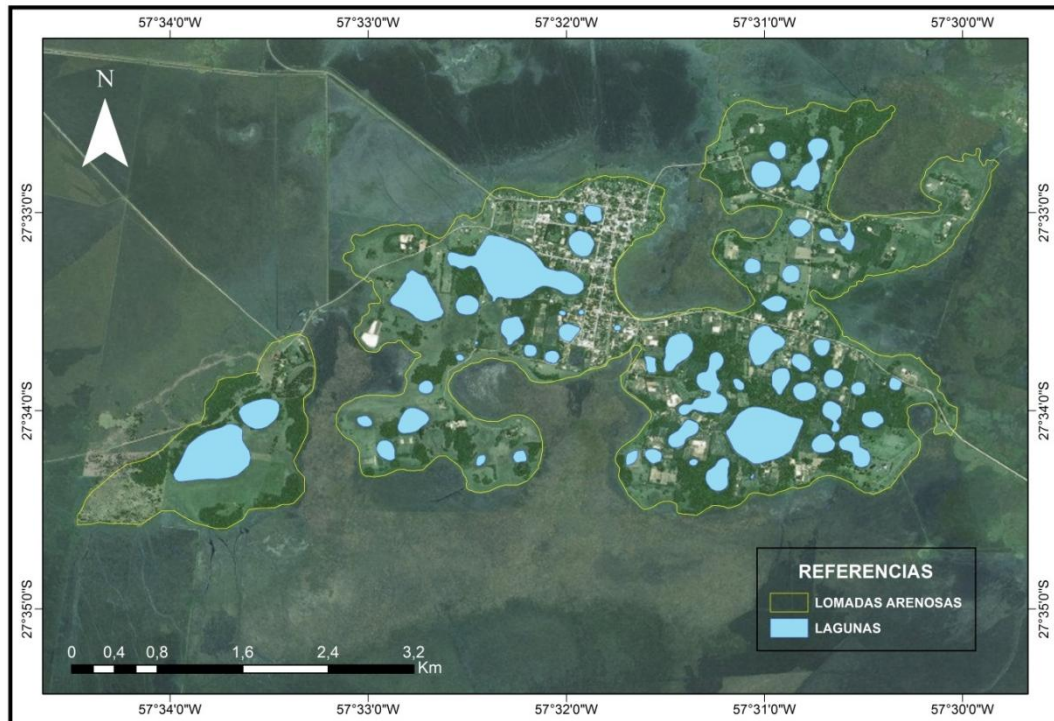 57°34'0"W 57°33'0"W 57°32'0"W 57°31'0"W 57°30'0"W
N
27°33'0"S 27°33'0"S
27°34'0"S 27°34'0"S
REFERENCIAS
LOMADAS ARENOSAS
LAGUNAS
27°35'0"S 27°35'0"S
0 0,4 0,8 1,6 2,4 3,2
Km
57°34'0"W 57°33'0"W 57°32'0"W 57°31'0"W 57°30'0"W